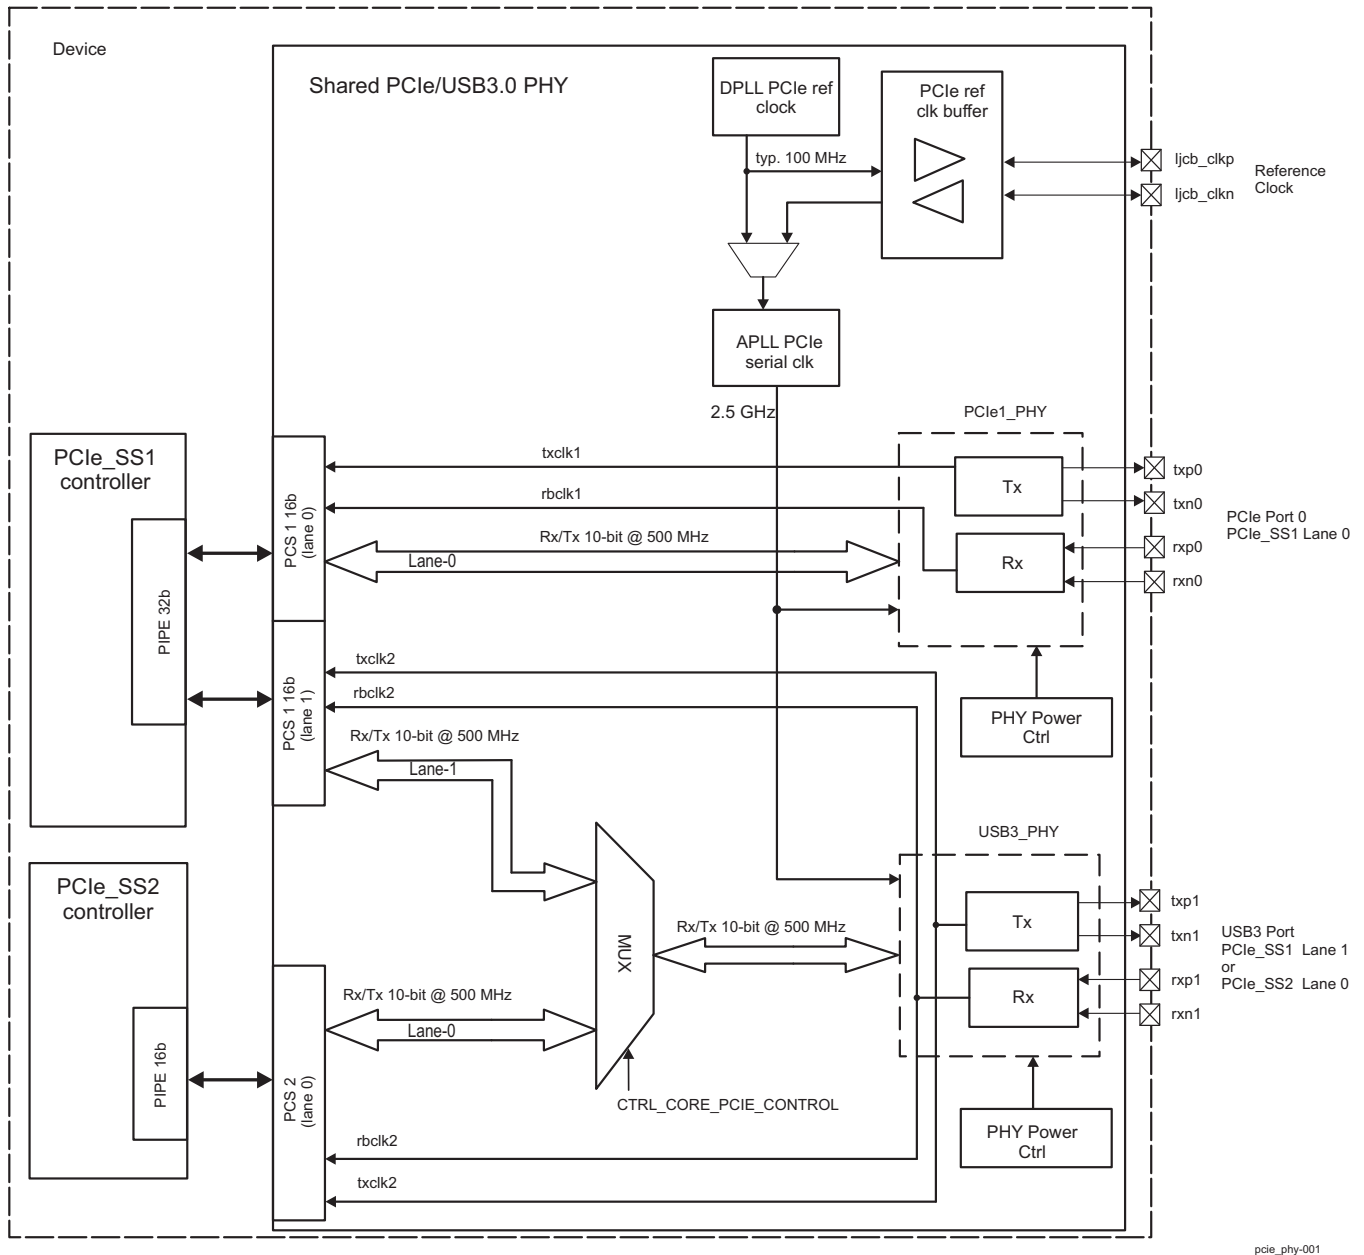 Device
Shared PCIe/USB3.0 PHY
DPLL PCIe ref
clock
PCIe ref
clk buffer
typ. 100 MHz
ljcb_clkp
ljcb_clkn
Reference
Clock
APLL PCIe
serial clk
2.5 GHz
PCIe1_PHY
PCIe_SS1
controller
PIPE 32b
PCS 1 16b
(lane 0)
txclk1
rbclk1
Rx/Tx 10-bit @ 500 MHz
Lane-0
Tx
Rx
txp0
txn0
rxp0
rxn0
PCIe Port 0
PCIe_SS1 Lane 0
PHY Power
Ctrl
PCS 1 16b
(lane 1)
txclk2
rbclk2
Rx/Tx 10-bit @ 500 MHz
Lane-1
USB3_PHY
PCIe_SS2
controller
PIPE 16b
PCS 2
(lane 0)
MUX
Rx/Tx 10-bit @ 500 MHz
Rx/Tx 10-bit @ 500 MHz
Lane-0
CTRL_CORE_PCIE_CONTROL
Tx
Rx
txp1
txn1
rxp1
rxn1
USB3 Port
PCIe_SS1 Lane 1
or
PCIe_SS2 Lane 0
PHY Power
Ctrl
rbclk2
txclk2
pcie_phy-001